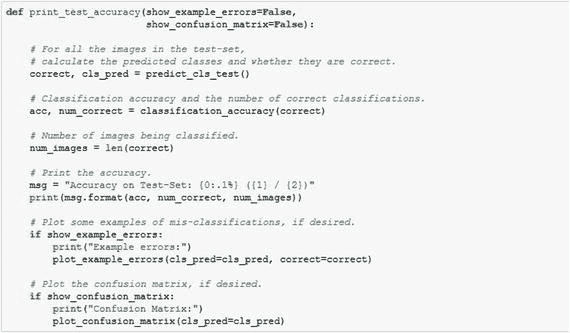 def print_test_accuracy(show_example_errors=False,
show_confusion_matrix=False):
# For all the images in the test-set,
# calculate the predicted classes and whether they are correct.
correct, cls_pred = predict_cls_test()
# Classification accuracy and the number of correct classifications.
acc, num_correct = classification_accuracy(correct)
# Number of images being classified.
num_images = len(correct)
# Print the accuracy.
msg = "Accuracy on Test-Set: {0:.1%} ({1} / {2})"
print(msg.format(acc, num_correct, num_images))
# Plot some examples of mis-classifications, if desired.
if show_example_errors:
print("Example errors:")
plot_example_errors(cls_pred=cls_pred, correct=correct)
# Plot the confusion matrix, if desired.
if show_confusion_matrix:
print("Confusion Matrix:")
plot_confusion_matrix(cls_pred=cls_pred)